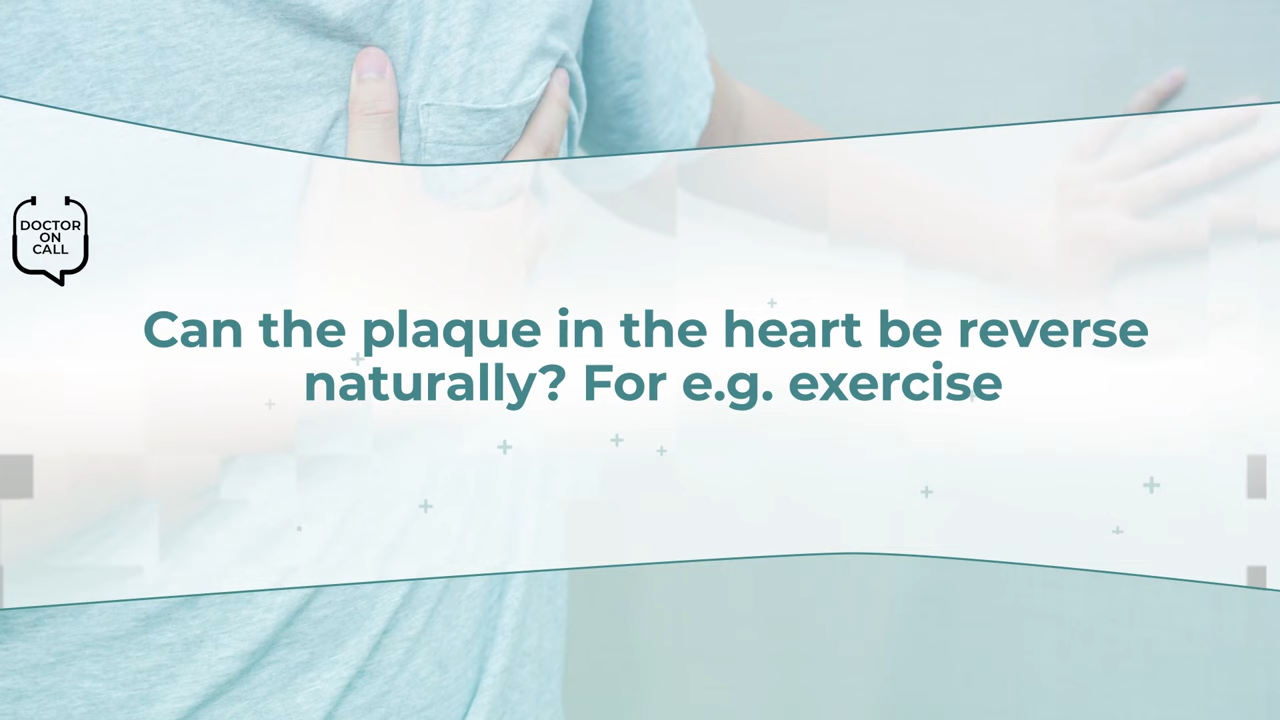 DOCTOR
ON
CALL
Can the plaque in the heart be reverse
naturally? For e.g. exercise